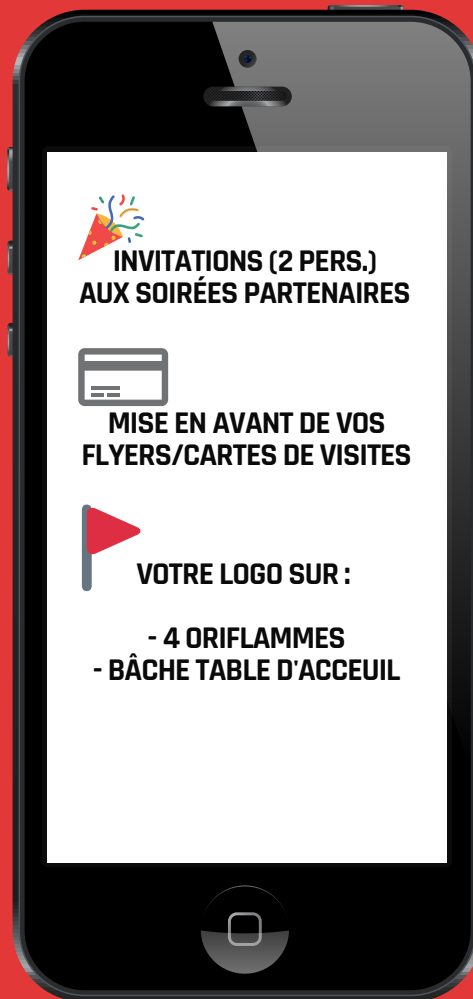 INVITATIONS (2 PERS.)
AUX SOIRÉES PARTENAIRES
MISE EN AVANT DE VOS
FLYERS/CARTES DE VISITES
VOTRE LOGO SUR :
- 4 ORIFLAMMES
- BÂCHE TABLE D'ACCEUIL